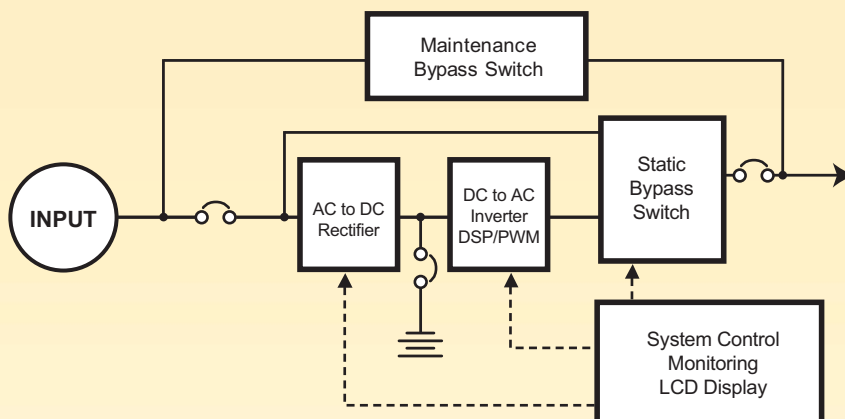 Maintenance
Bypass Switch
INPUT
AC to DC
Rectifier
DC to AC
Inverter
DSP/PWM
Static
Bypass
Switch
System Control
Monitoring
LCD Display